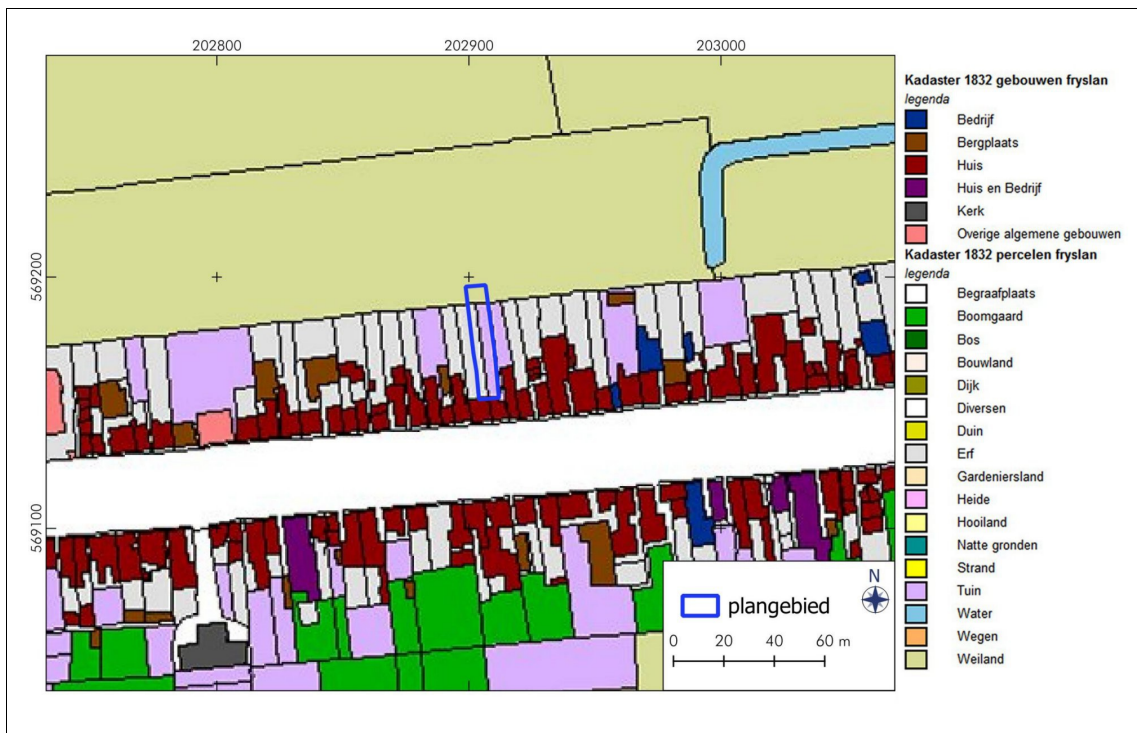 202800
202900
203000
569200
569100
Kadaster 1832 gebouwen fryslan
legenda
Bedrijf
Bergplaats
Huis
Huis en Bedrijf
Kerk
Overige algemene gebouwen
Kadaster 1832 percelen fryslan
legenda
Begraafplaats
Boomgaard
Bos
Bouwland
Dijk
Diversen
Duin
Erf
Gardeniersland
Heide
Hooiland
Natte gronden
Strand
Tuin
Water
Wegen
Weiland
N
plangebied
0 20 40 60 m